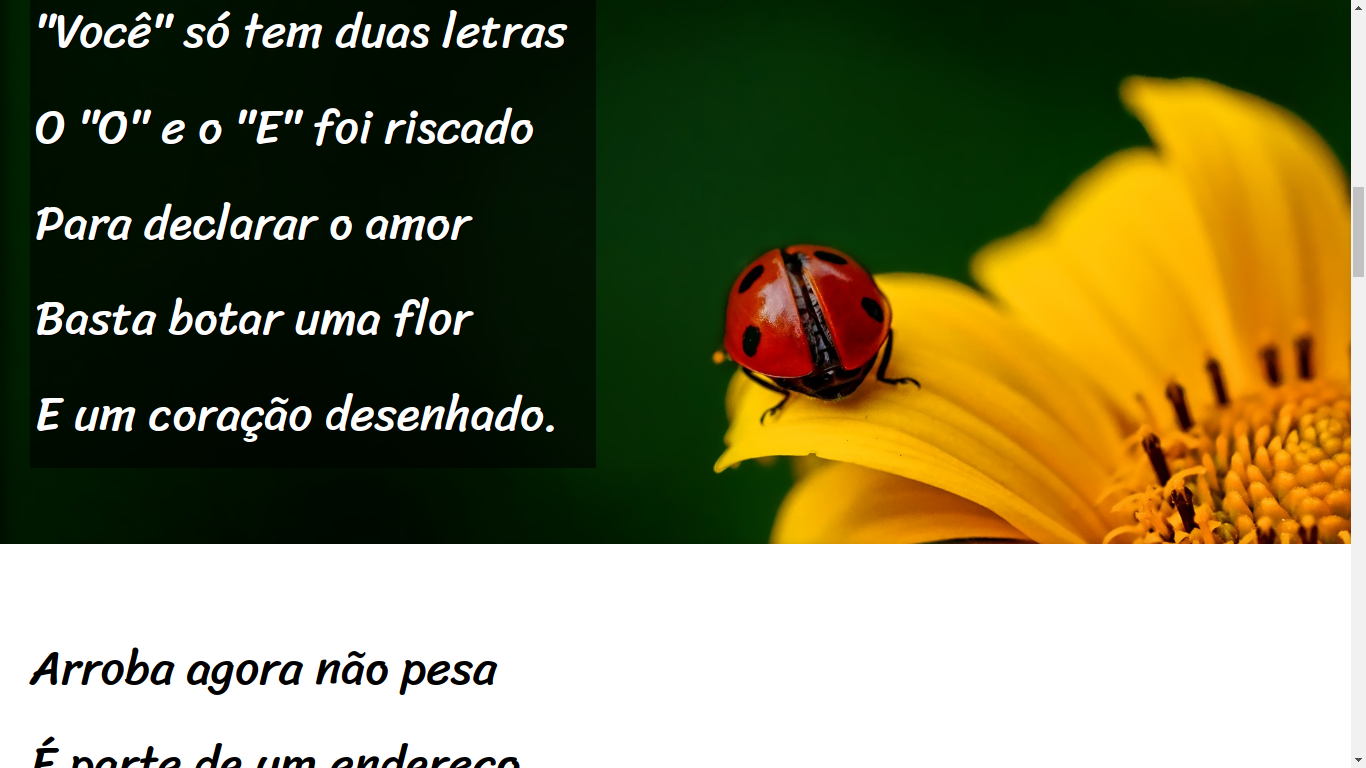 "Você" só tem duas letras
O "O" e o "E" foi riscado
Para declarar o amor
Basta botar uma flor
E um coração desenhado.
Arroba agora não pesa
É parte de um endereço